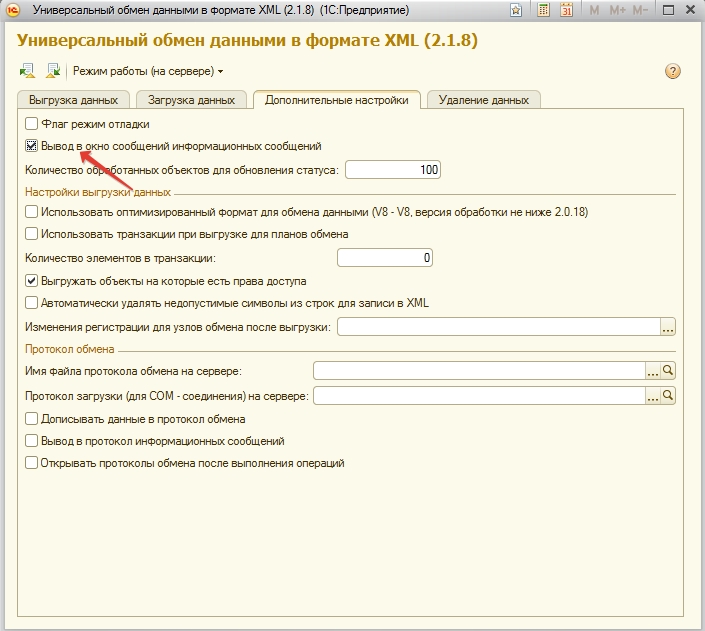 Универсальный обмен данными в формате XML (2.1.8) (1С:Предприятие)
31 M M+ M-
Универсальный обмен данными в формате XML (2.1.8)
Режим работы (на сервере)
?
Выгрузка данных Загрузка данных Дополнительные настройки Удаление данных
Флаг режим отладки
Вывод в окно сообщений информационных сообщений
Количество обработанных объектов для обновления статуса: 100
Настройки выгрузки данных
Использовать оптимизированный формат для обмена данными (V8 - V8, версия обработки не ниже 2.0.18)
Использовать транзакции при выгрузке для планов обмена
Количество элементов в транзакции: 0
Выгружать объекты на которые есть права доступа
Автоматически удалять недопустимые символы из строк для записи в XML
Изменения регистрации для узлов обмена после выгрузки: ...
Протокол обмена
Имя файла протокола обмена на сервере: ...
Протокол загрузки (для COM - соединения) на сервере: ...
Дописывать данные в протокол обмена
Вывод в протокол информационных сообщений
Открывать протоколы обмена после выполнения операций